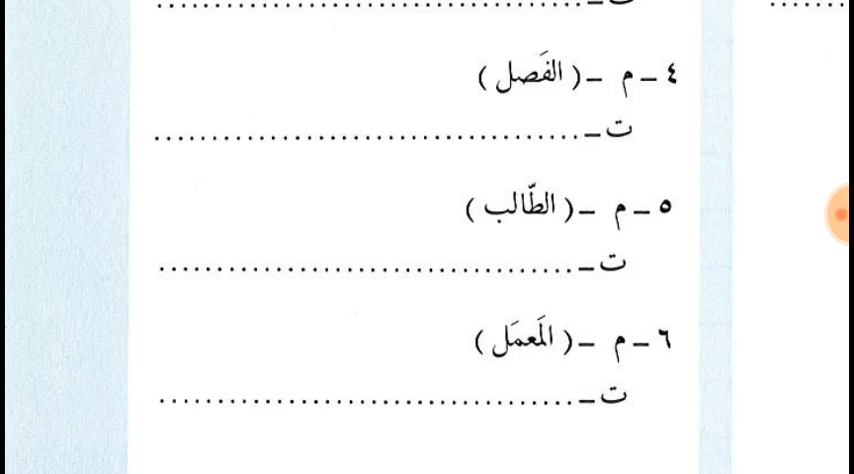 ت ـ ......................................
٤ ـ م ـ ( الفَصل )
ت ـ ......................................
٥ ـ م ـ ( الطّالب )
ت ـ ......................................
٦ ـ م ـ ( المَعمَل )
ت ـ ......................................